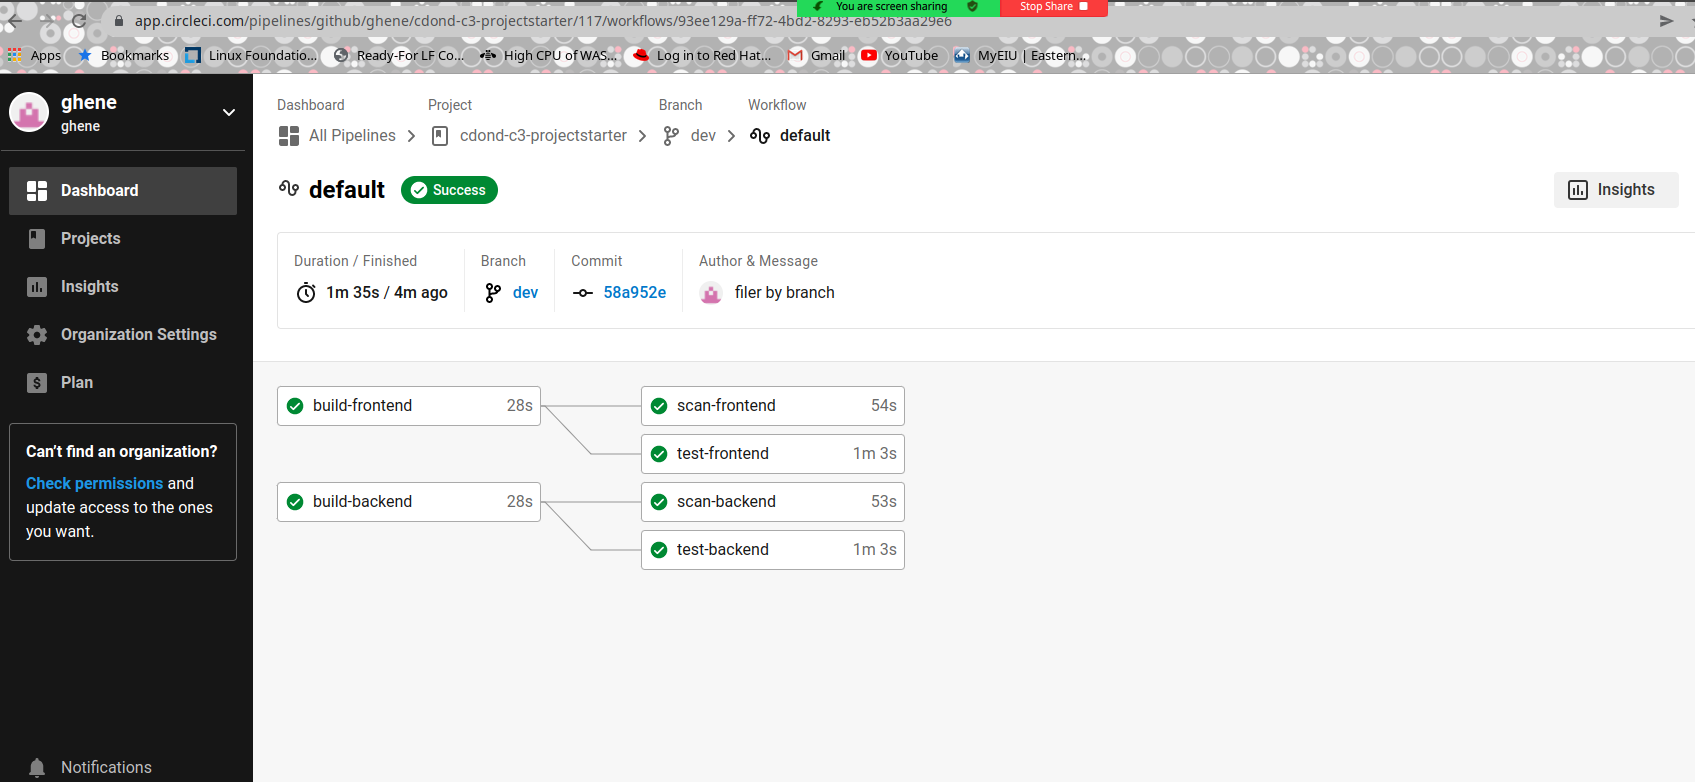 You are screen sharing Stop Share
app.circleci.com/pipelines/github/ghene/cdond-c3-projectstarter/117/workflows/93ee129a-ff72-4bd2-8293-eb52b3aa29e6
Apps Bookmarks Linux Foundatio... Ready-For LF Co... High CPU of WAS... Log in to Red Hat... Gmail YouTube MyEIU | Eastern...
ghene
ghene
Dashboard
Projects
Insights
Organization Settings
Plan
Can't find an organization?
Check permissions and
update access to the ones
you want.
Notifications
Dashboard Project Branch Workflow
All Pipelines cdond-c3-projectstarter dev default
default Success
Insights
Duration / Finished Branch Commit Author & Message
1m 35s / 4m ago dev 58a952e filer by branch
build-frontend 28s scan-frontend 54s
test-frontend 1m 3s
build-backend 28s scan-backend 53s
test-backend 1m 3s